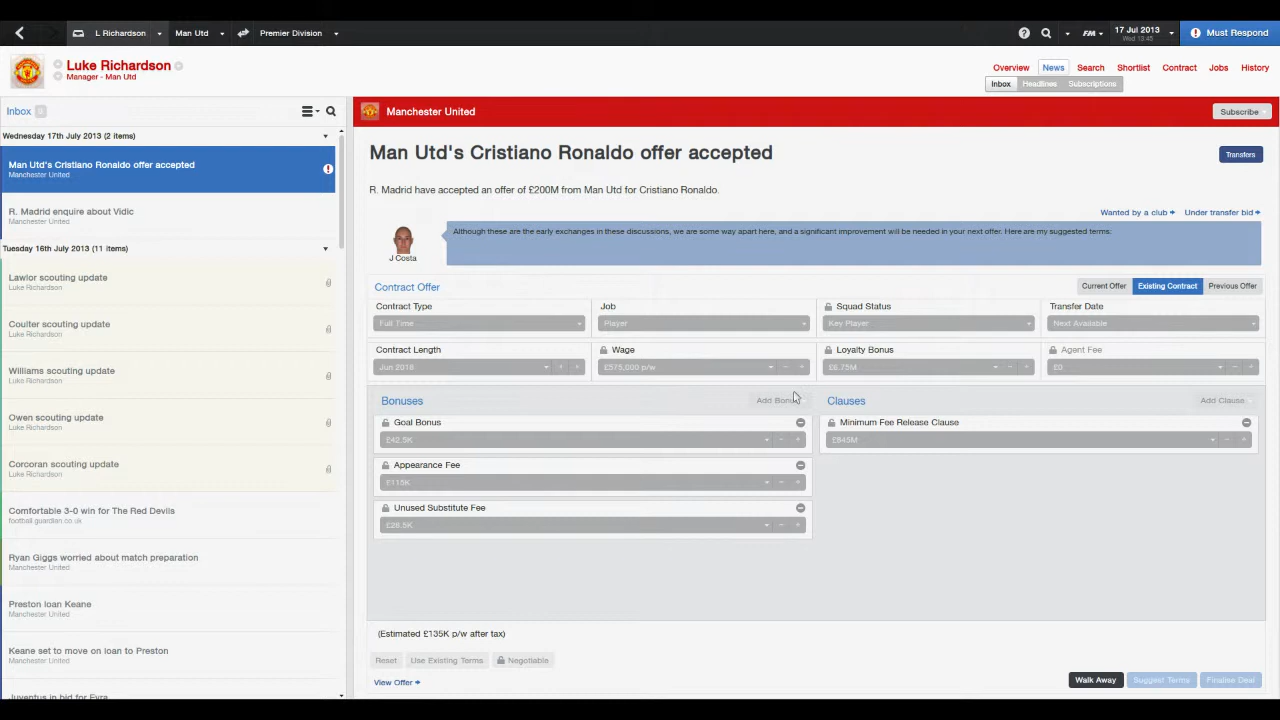 L Richardson
Man Utd
Premier Division
FM
17 Jul 2013
Wed 13:45
Must Respond
Luke Richardson
Manager - Man Utd
Overview
News
Search
Shortlist
Contract
Jobs
History
Inbox
Headlines
Subscriptions
Inbox
Wednesday 17th July 2013 (2 items)
Man Utd's Cristiano Ronaldo offer accepted
Manchester United
R. Madrid enquire about Vidic
Manchester United
Tuesday 16th July 2013 (11 items)
Lawlor scouting update
Luke Richardson
Coulter scouting update
Luke Richardson
Williams scouting update
Luke Richardson
Owen scouting update
Luke Richardson
Corcoran scouting update
Luke Richardson
Comfortable 3-0 win for The Red Devils
football.guardian.co.uk
Ryan Giggs worried about match preparation
Manchester United
Preston loan Keane
Manchester United
Keane set to move on loan to Preston
Manchester United
Juventus in bid for Evra
Manchester United
Subscribe
Man Utd's Cristiano Ronaldo offer accepted
Transfers
R. Madrid have accepted an offer of £200M from Man Utd for Cristiano Ronaldo.
Wanted by a club
Under transfer bid
J Costa
Although these are the early exchanges in these discussions, we are some way apart here, and a significant improvement will be needed in your next offer. Here are my suggested terms:
Contract Offer
Current Offer
Existing Contract
Previous Offer
Contract Type
Job
Squad Status
Transfer Date
Full Time
Player
Key Player
Next Available
Contract Length
Wage
Loyalty Bonus
Agent Fee
Jun 2018
£575,000 p/w
£6.75M
£0
Bonuses
Add Bonus
Clauses
Add Clause
Goal Bonus
£42.5K
Appearance Fee
£115K
Unused Substitute Fee
£28.5K
Minimum Fee Release Clause
£845M
(Estimated £135K p/w after tax)
Reset
Use Existing Terms
Negotiable
View Offer
Walk Away
Suggest Terms
Finalise Deal